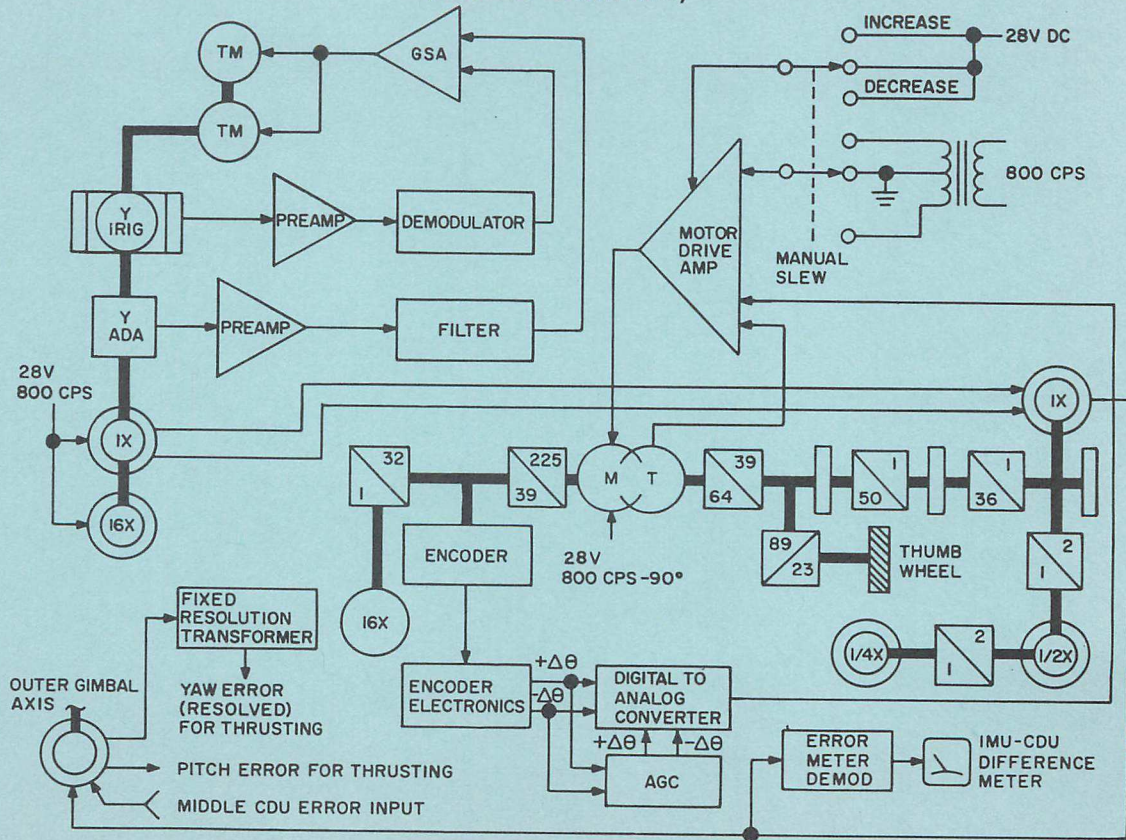 INCREASE
28V DC
DECREASE
TM
GSA
TM
800 CPS
Y
IRIG
PREAMP
DEMODULATOR
MOTOR
DRIVE
AMP
MANUAL
SLEW
Y
ADA
PREAMP
FILTER
28V
800 CPS
1X
1X
32
1
225
39
M
T
39
64
1
50
1
36
16X
ENCODER
28V
800 CPS -90°
89
23
THUMB
WHEEL
2
1
FIXED
RESOLUTION
TRANSFORMER
16X
1/4X
2
1
1/2X
OUTER GIMBAL
AXIS
YAW ERROR
(RESOLVED)
FOR THRUSTING
ENCODER
ELECTRONICS
+Δθ
-Δθ
DIGITAL TO
ANALOG
CONVERTER
+Δθ
-Δθ
AGC
ERROR
METER
DEMOD
IMU-CDU
DIFFERENCE
METER
PITCH ERROR FOR THRUSTING
MIDDLE CDU ERROR INPUT